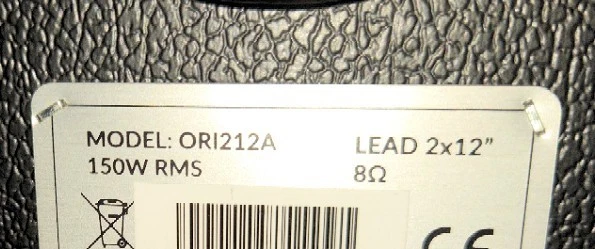 MODEL: ORI212A LEAD 2x12”
150W RMS 8Ω
CE